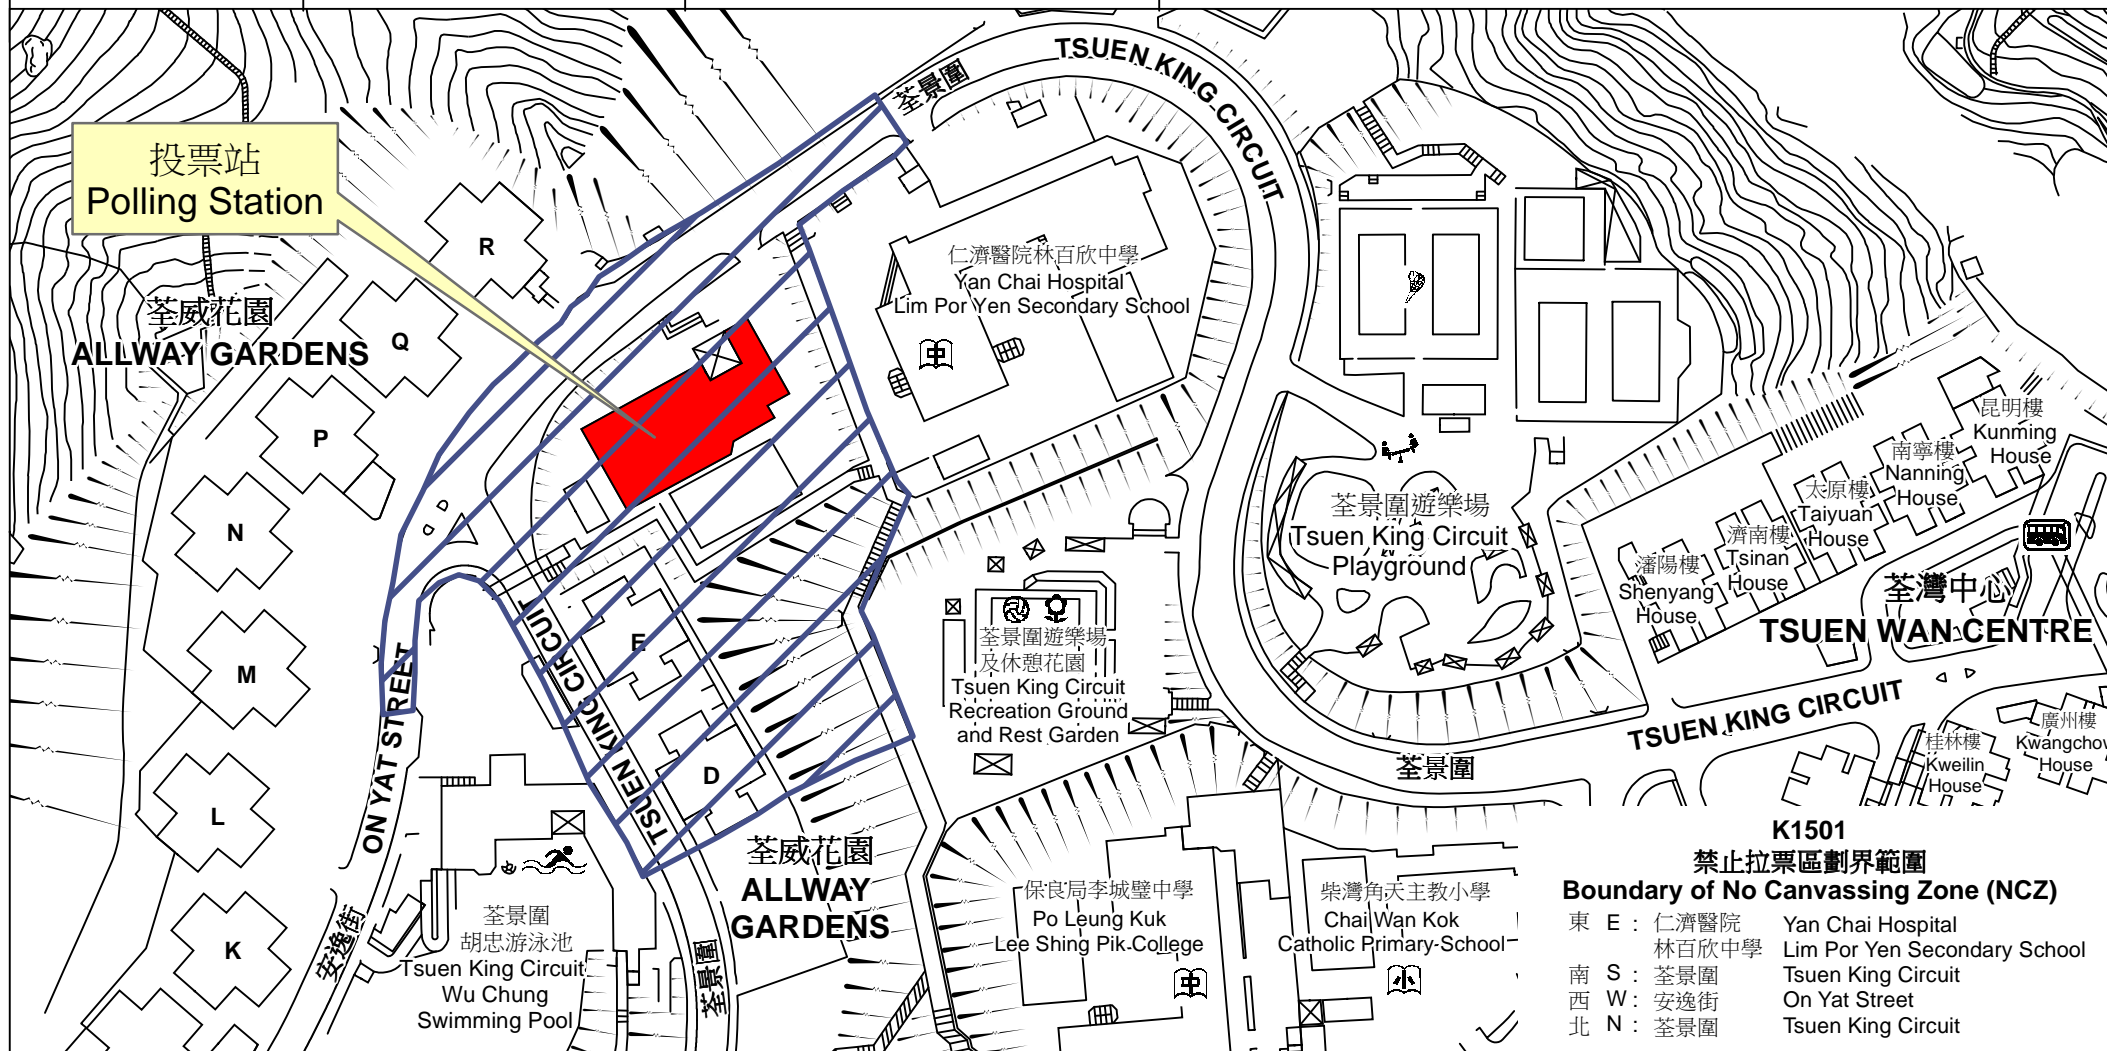 荃景圍
TSUEN KING CIRCUIT
投票站
Polling Station
R
仁濟醫院林百欣中學
Yan Chai Hospital
Lim Por Yen Secondary School
中
荃威花園
ALLWAY GARDENS
Q
P
N
M
L
K
荃景圍遊樂場
Tsuen King Circuit
Playground
昆明樓
Kunming
House
南寧樓
Nanning
House
太原樓
Taiyuan
House
濟南樓
Tsinan
House
瀋陽樓
Shenyang
House
荃灣中心
TSUEN WAN CENTRE
TSUEN KING CIRCUIT
荃景圍
廣州樓
Kwangchow
House
桂林樓
Kweilin
House
荃景圍遊樂場
及休憩花園
Tsuen King Circuit
Recreation Ground
and Rest Garden
E
D
TSUEN KING CIRCUIT
TSUEN KING CIRCUIT
荃景圍
ON YAT STREET
安逸街
荃威花園
ALLWAY
GARDENS
荃景圍
胡忠游泳池
Tsuen King Circuit
Wu Chung
Swimming Pool
保良局李城璧中學
Po Leung Kuk
Lee Shing Pik College
中
柴灣角天主教小學
Chai Wan Kok
Catholic Primary School
小
K1501
禁止拉票區劃界範圍
Boundary of No Canvassing Zone (NCZ)
東 E : 仁濟醫院 Yan Chai Hospital
林百欣中學 Lim Por Yen Secondary School
南 S : 荃景圍 Tsuen King Circuit
西 W : 安逸街 On Yat Street
北 N : 荃景圍 Tsuen King Circuit